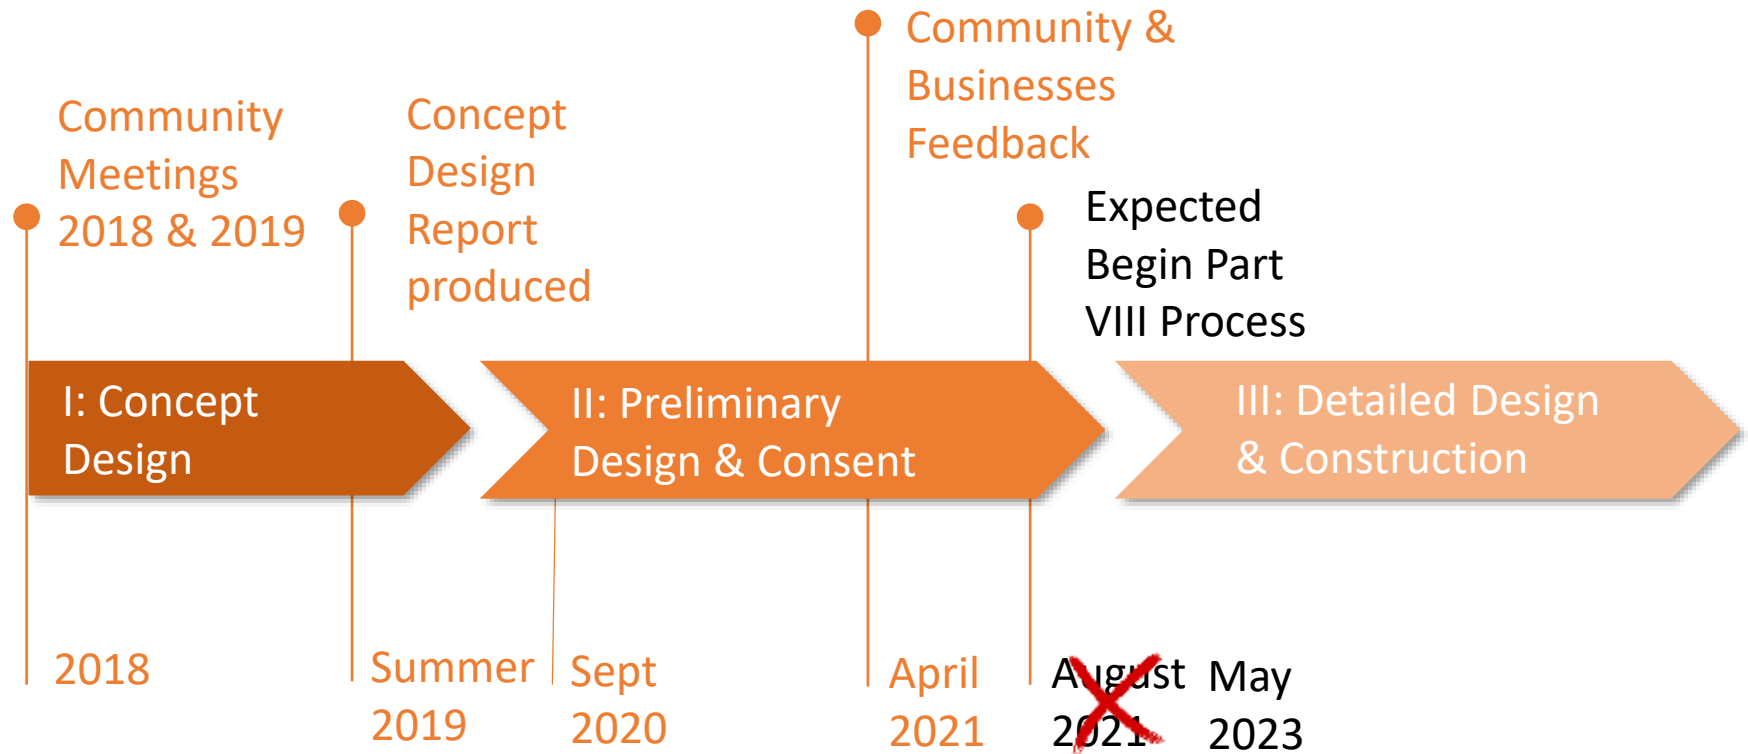 Community
Meetings
2018 & 2019
Concept
Design
Report
produced
Community &
Businesses
Feedback
Expected
Begin Part
VIII Process
I: Concept
Design
II: Preliminary
Design & Consent
III: Detailed Design
& Construction
2018
Summer
2019
Sept
2020
April
2021
August
2021
May
2023